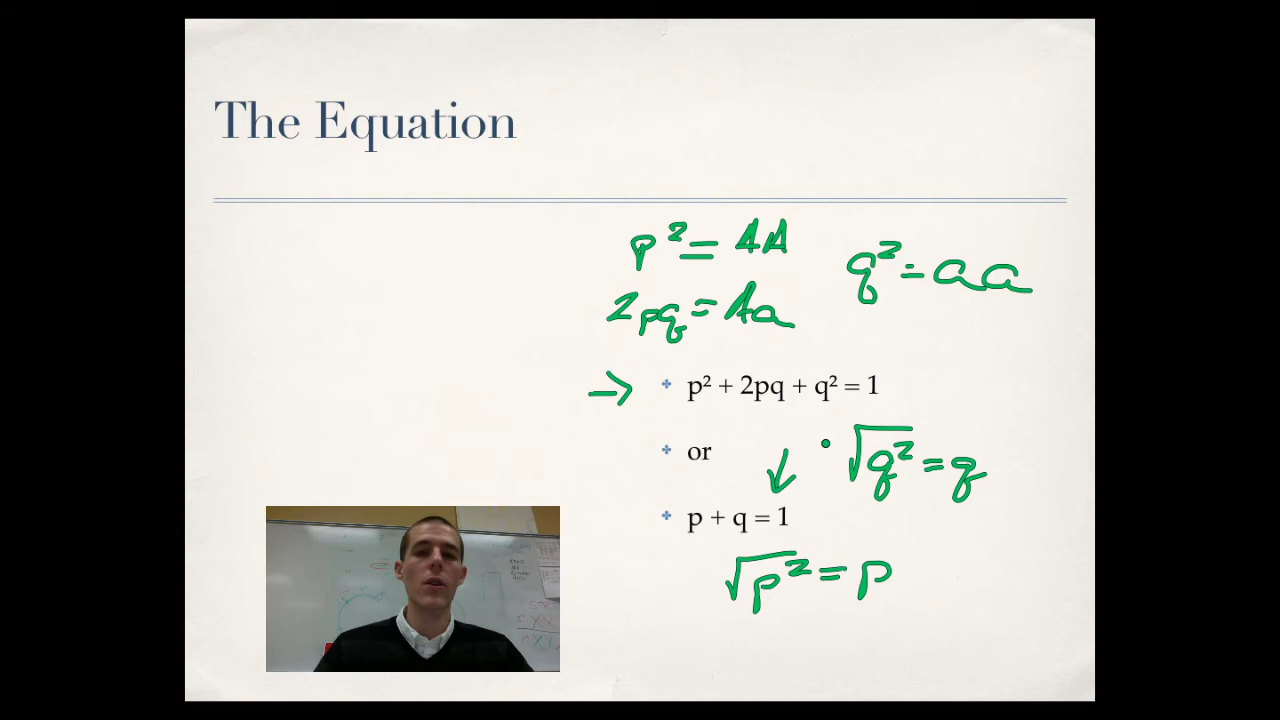 The Equation
p² = AA
q² = aa
2pq = Aa
→ p² + 2pq + q² = 1
or
√q² = q
p + q = 1
√p² = p